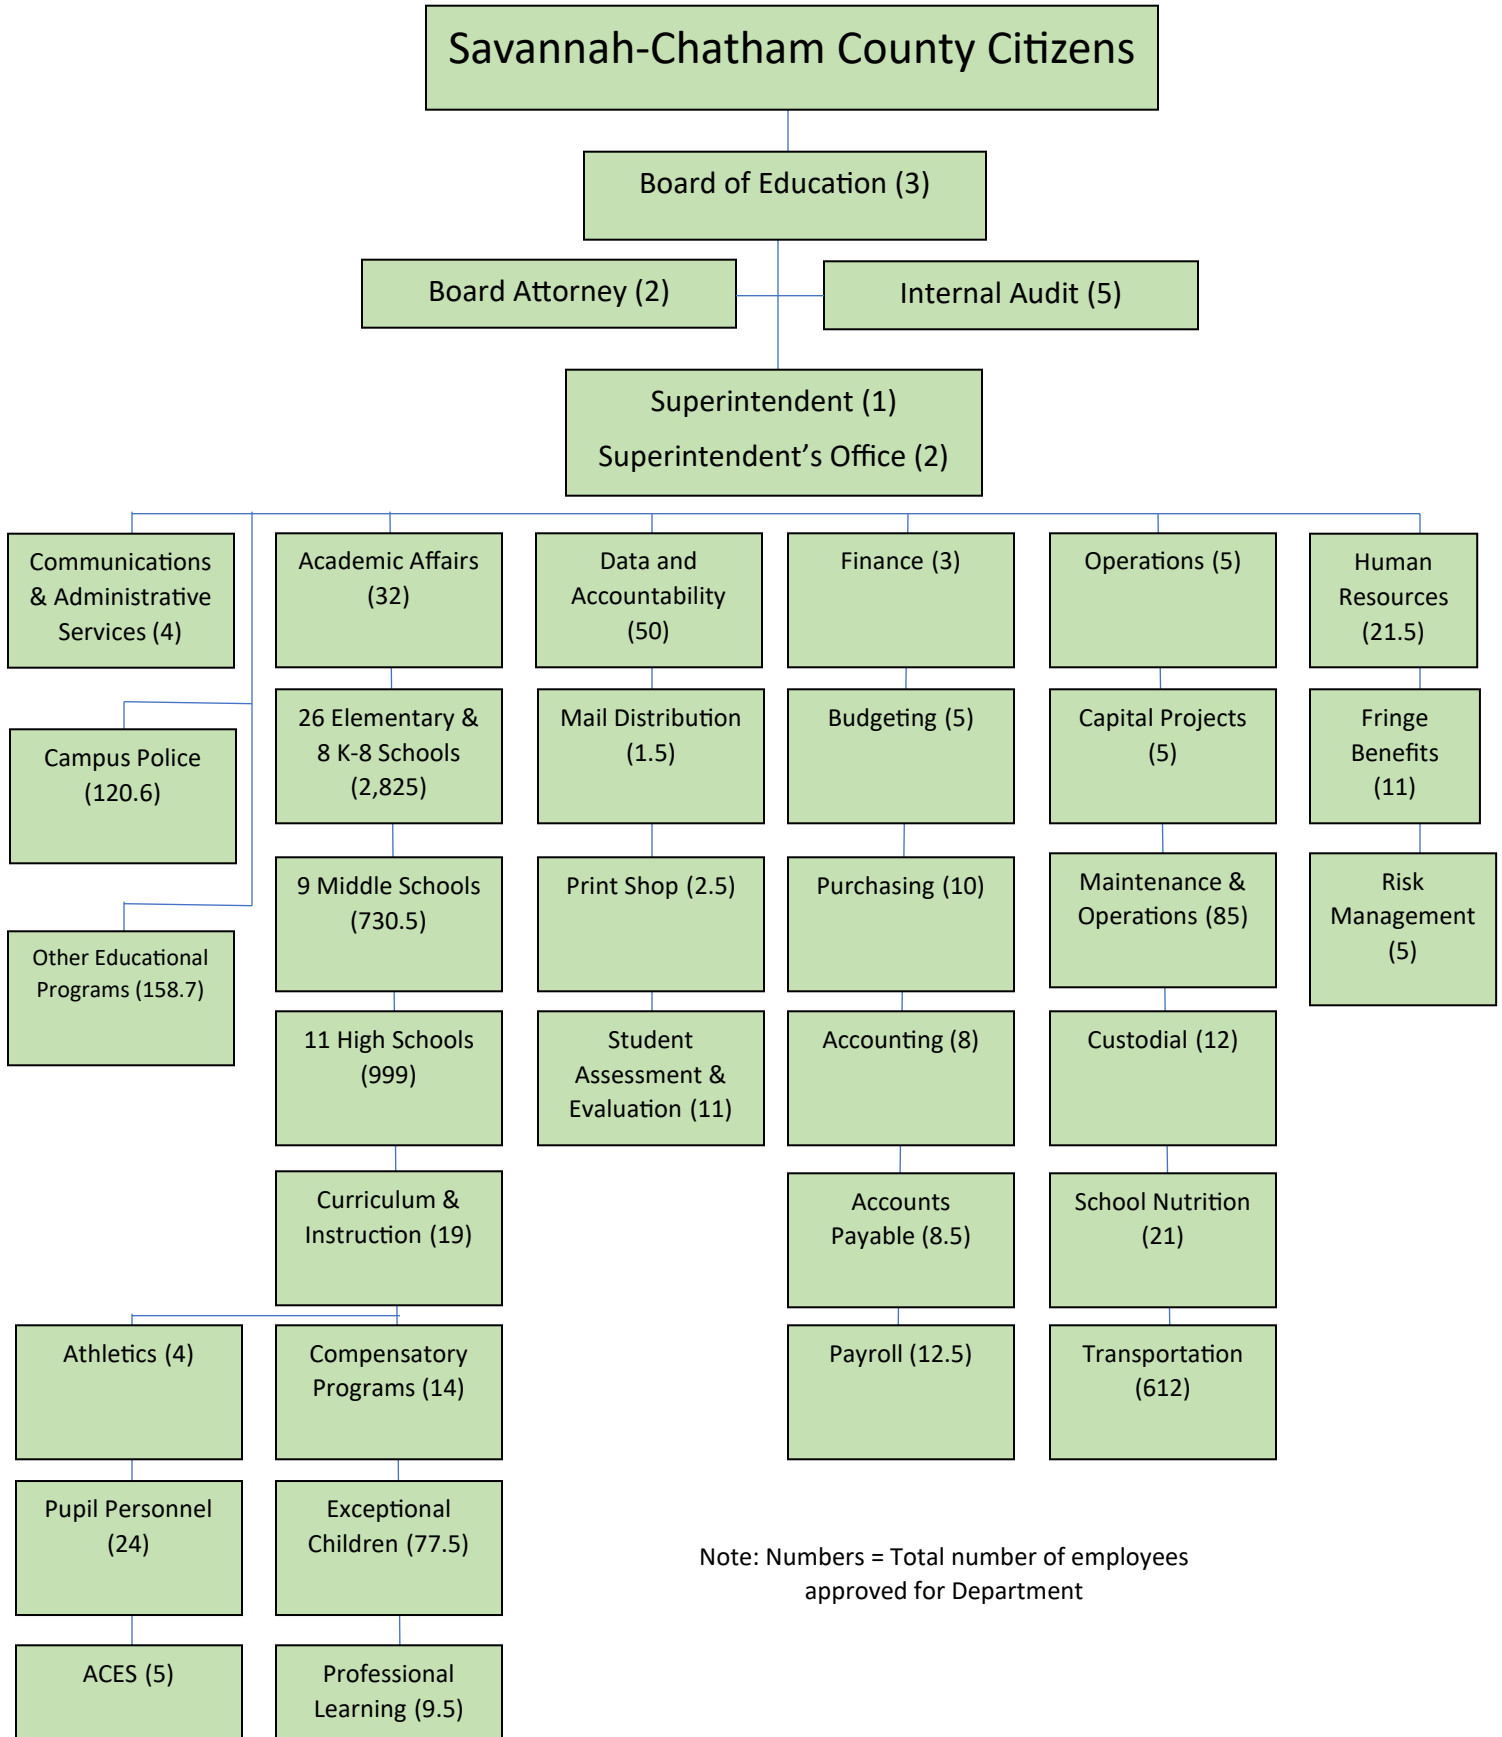 Savannah-Chatham County Citizens
Board of Education (3)
Board Attorney (2)
Internal Audit (5)
Superintendent (1)
Superintendent’s Office (2)
Communications
& Administrative
Services (4)
Campus Police
(120.6)
Other Educational
Programs (158.7)
Academic Affairs
(32)
26 Elementary &
8 K-8 Schools
(2,825)
9 Middle Schools
(730.5)
11 High Schools
(999)
Curriculum &
Instruction (19)
Athletics (4)
Pupil Personnel
(24)
ACES (5)
Compensatory
Programs (14)
Exceptional
Children (77.5)
Professional
Learning (9.5)
Data and
Accountability
(50)
Mail Distribution
(1.5)
Print Shop (2.5)
Student
Assessment &
Evaluation (11)
Finance (3)
Budgeting (5)
Purchasing (10)
Accounting (8)
Accounts
Payable (8.5)
Payroll (12.5)
Operations (5)
Capital Projects
(5)
Maintenance &
Operations (85)
Custodial (12)
School Nutrition
(21)
Transportation
(612)
Human
Resources
(21.5)
Fringe
Benefits
(11)
Risk
Management
(5)
Note: Numbers = Total number of employees
approved for Department